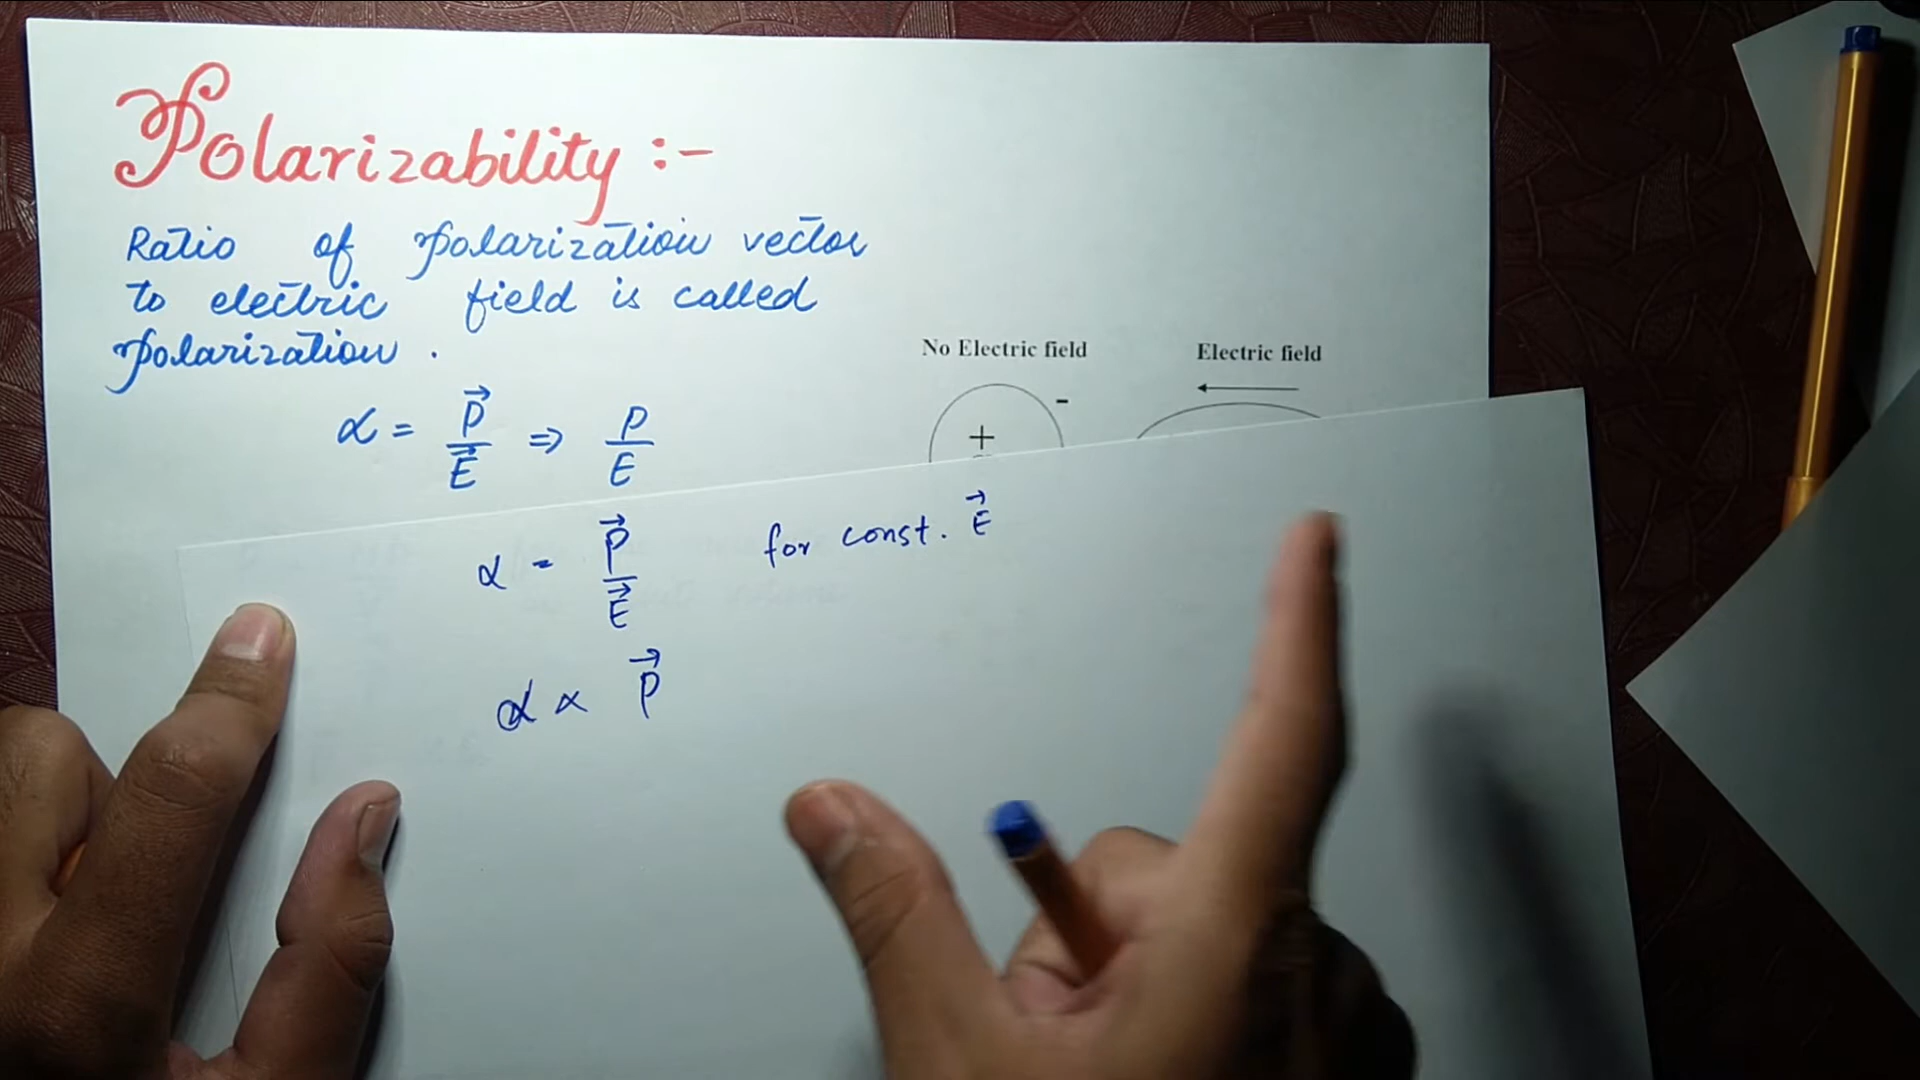 Polarizability :-
Ratio of polarization vector
to electric field is called
polarization .
No Electric field
Electric field
α = P⃗/E⃗ ⇒ P/E
+
-
α = P⃗/E⃗ for const. E⃗
α ∝ P⃗